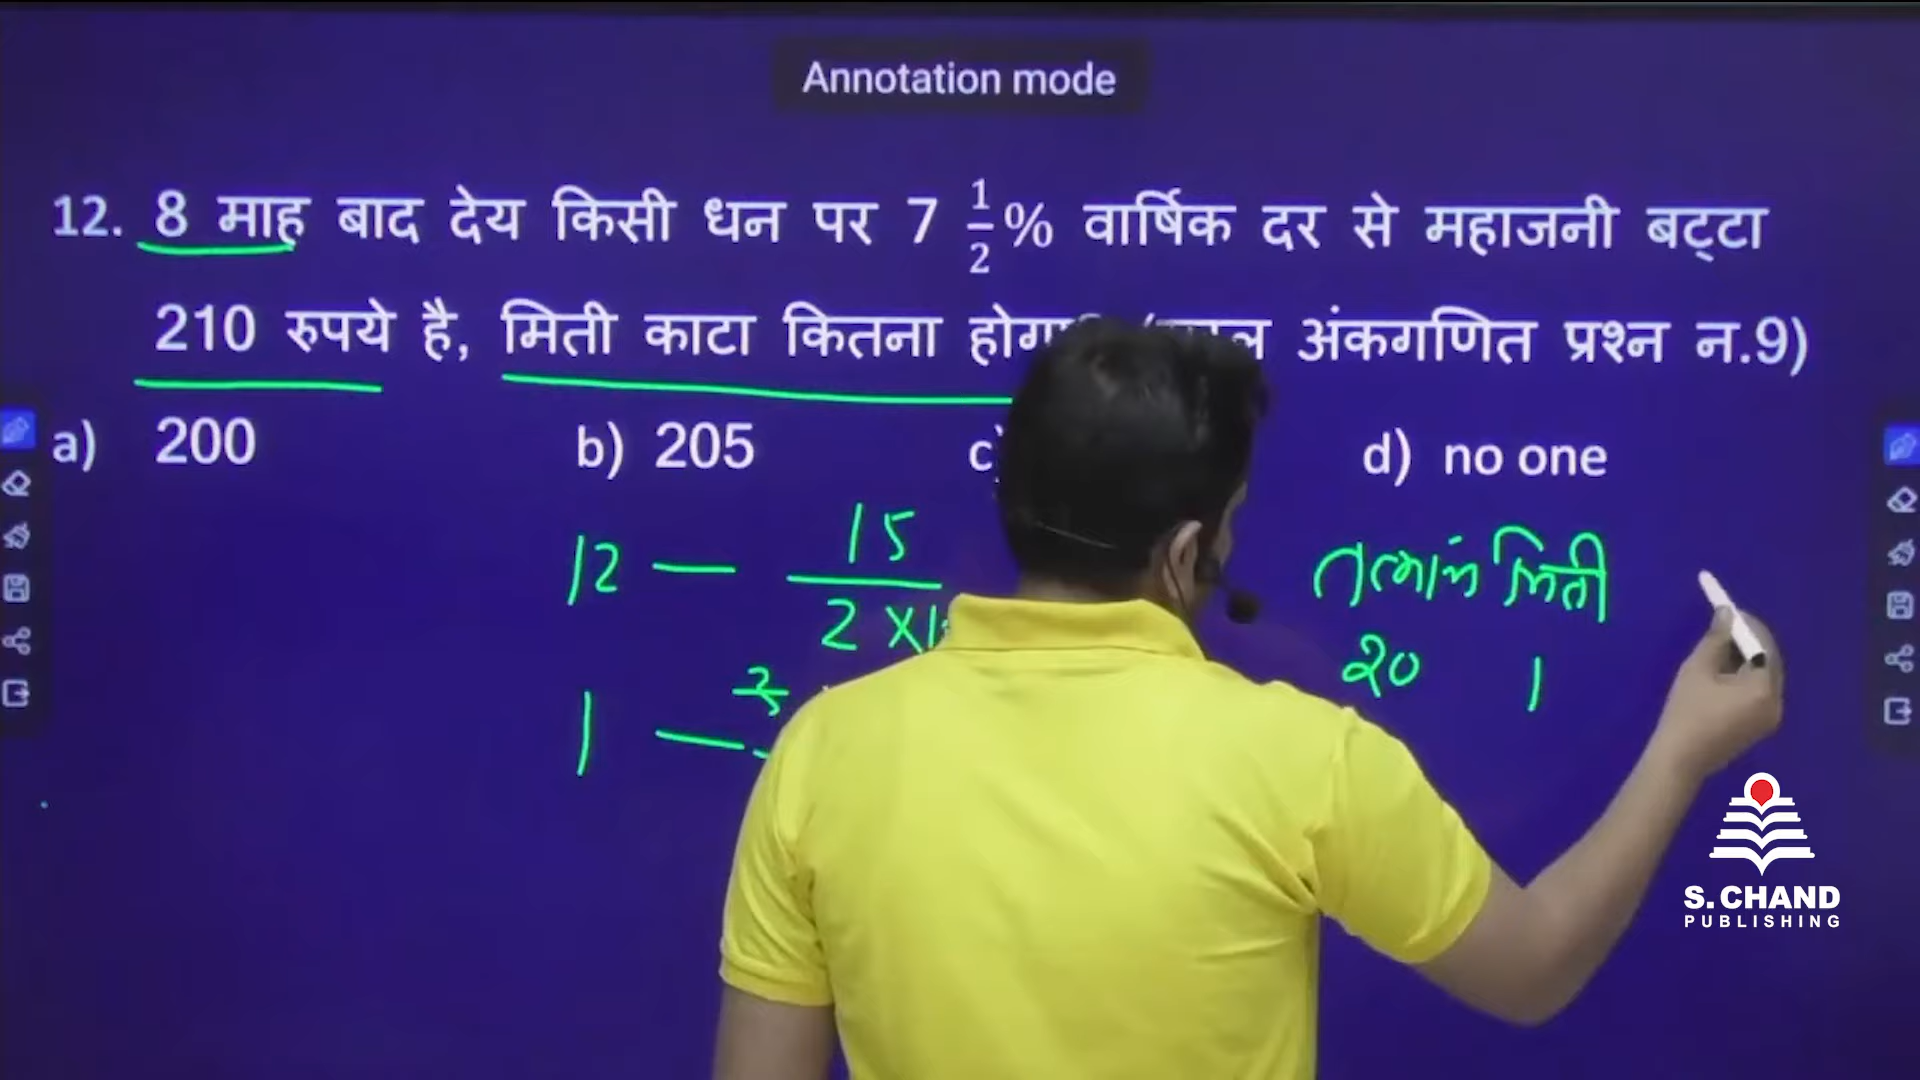 Annotation mode
12. 8 माह बाद देय किसी धन पर 7 1/2% वार्षिक दर से महाजनी बट्टा
210 रुपये है, मिती काटा कितना अंकगणित प्रश्न न.9)
a) 200 b) 205 c) d) no one
12 — 15
2 X
मिती
1 —
20 1
S. CHAND
PUBLISHING